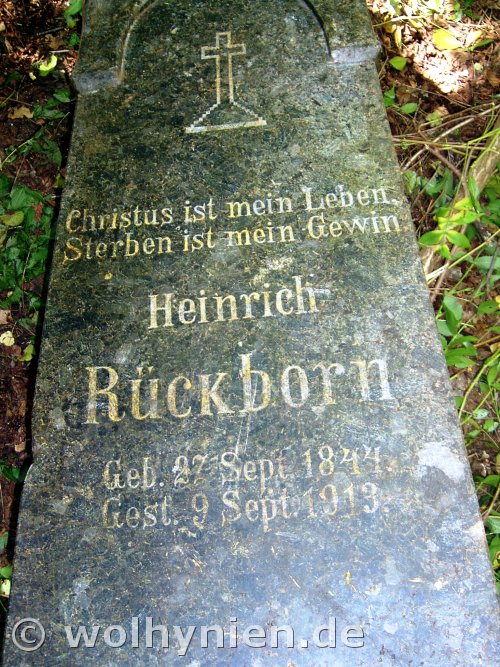 Christus ist mein Leben,
Sterben ist mein Gewin
Heinrich
Rückborn
Geb. 27 Sept. 1844.
Gest. 9 Sept. 1913.
© wolhynien.de